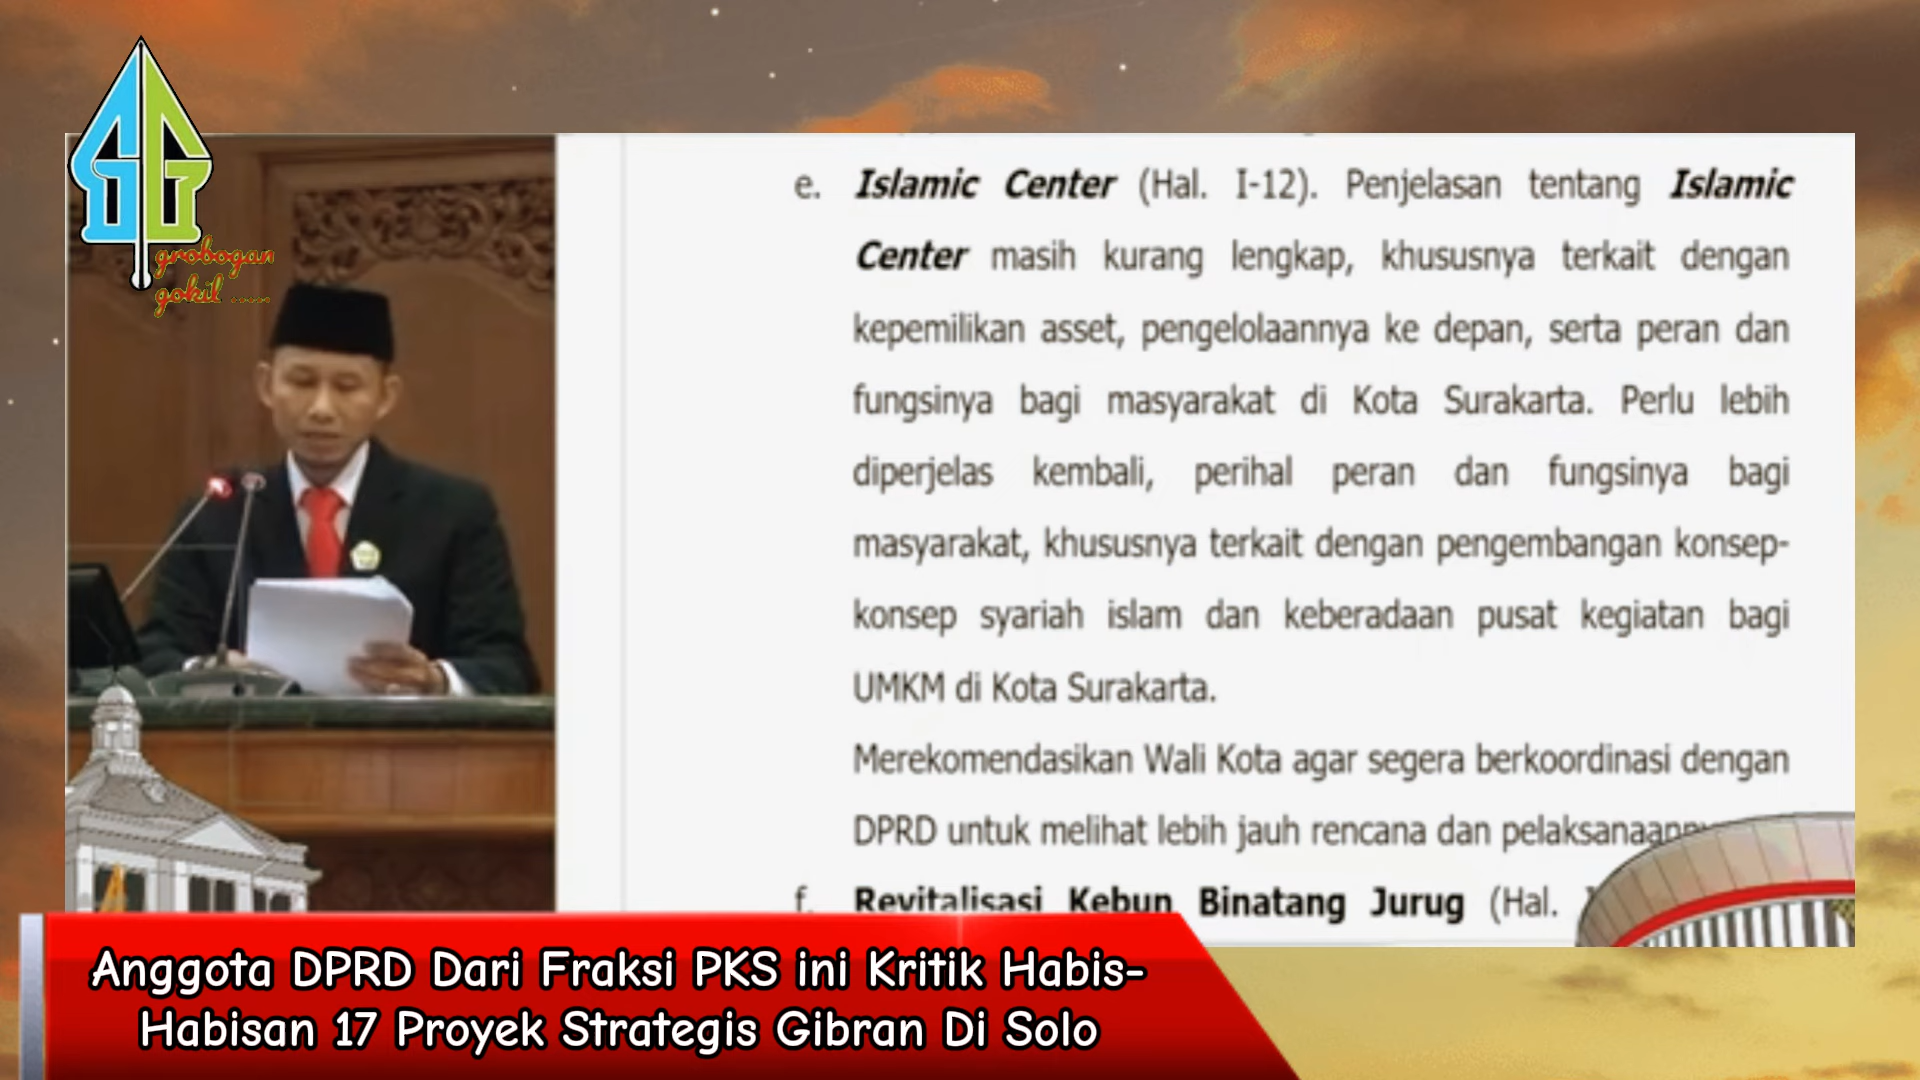 GG
grobogan
gokil ......
e. Islamic Center (Hal. I-12). Penjelasan tentang Islamic
Center masih kurang lengkap, khususnya terkait dengan
kepemilikan asset, pengelolaannya ke depan, serta peran dan
fungsinya bagi masyarakat di Kota Surakarta. Perlu lebih
diperjelas kembali, perihal peran dan fungsinya bagi
masyarakat, khususnya terkait dengan pengembangan konsep-
konsep syariah islam dan keberadaan pusat kegiatan bagi
UMKM di Kota Surakarta.
Merekomendasikan Wali Kota agar segera berkoordinasi dengan
DPRD untuk melihat lebih jauh rencana dan
f. Revitalisasi Kebun Binatang Jurug (Hal.
Anggota DPRD Dari Fraksi PKS ini Kritik Habis-
Habisan 17 Proyek Strategis Gibran Di Solo